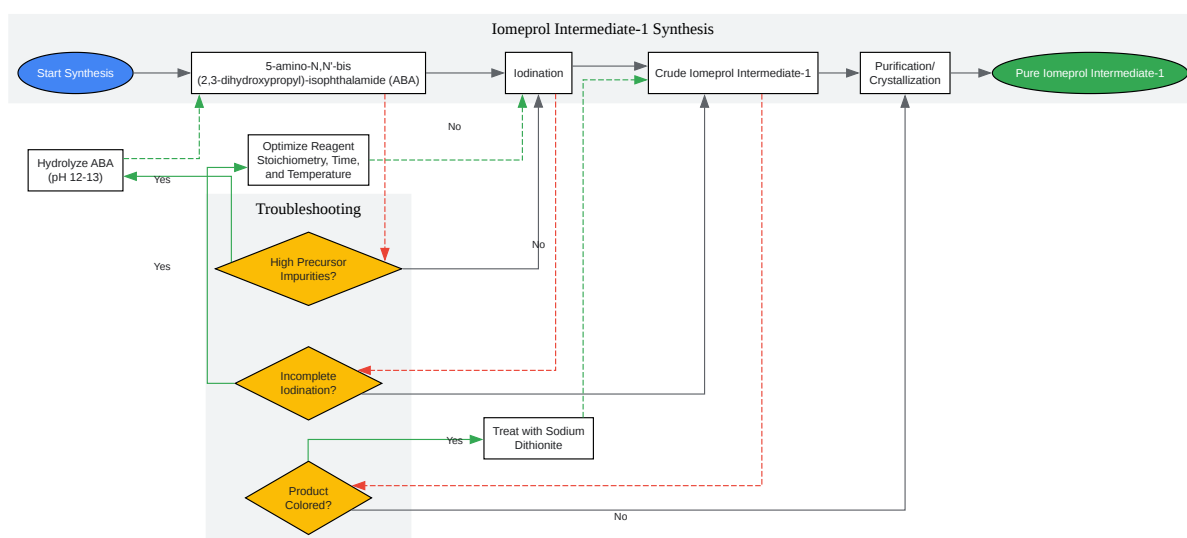 Iomeprol Intermediate-1 Synthesis
Start Synthesis
5-amino-N,N'-bis
(2,3-dihydroxypropyl)-isophthalamide (ABA)
Iodination
Crude Iomeprol Intermediate-1
Purification/
Crystallization
Pure Iomeprol Intermediate-1
No
Hydrolyze ABA
(pH 12-13)
Optimize Reagent
Stoichiometry, Time,
and Temperature
Yes
Troubleshooting
High Precursor
Impurities?
No
Yes
Incomplete
Iodination?
Treat with Sodium
Dithionite
Yes
Product
Colored?
No